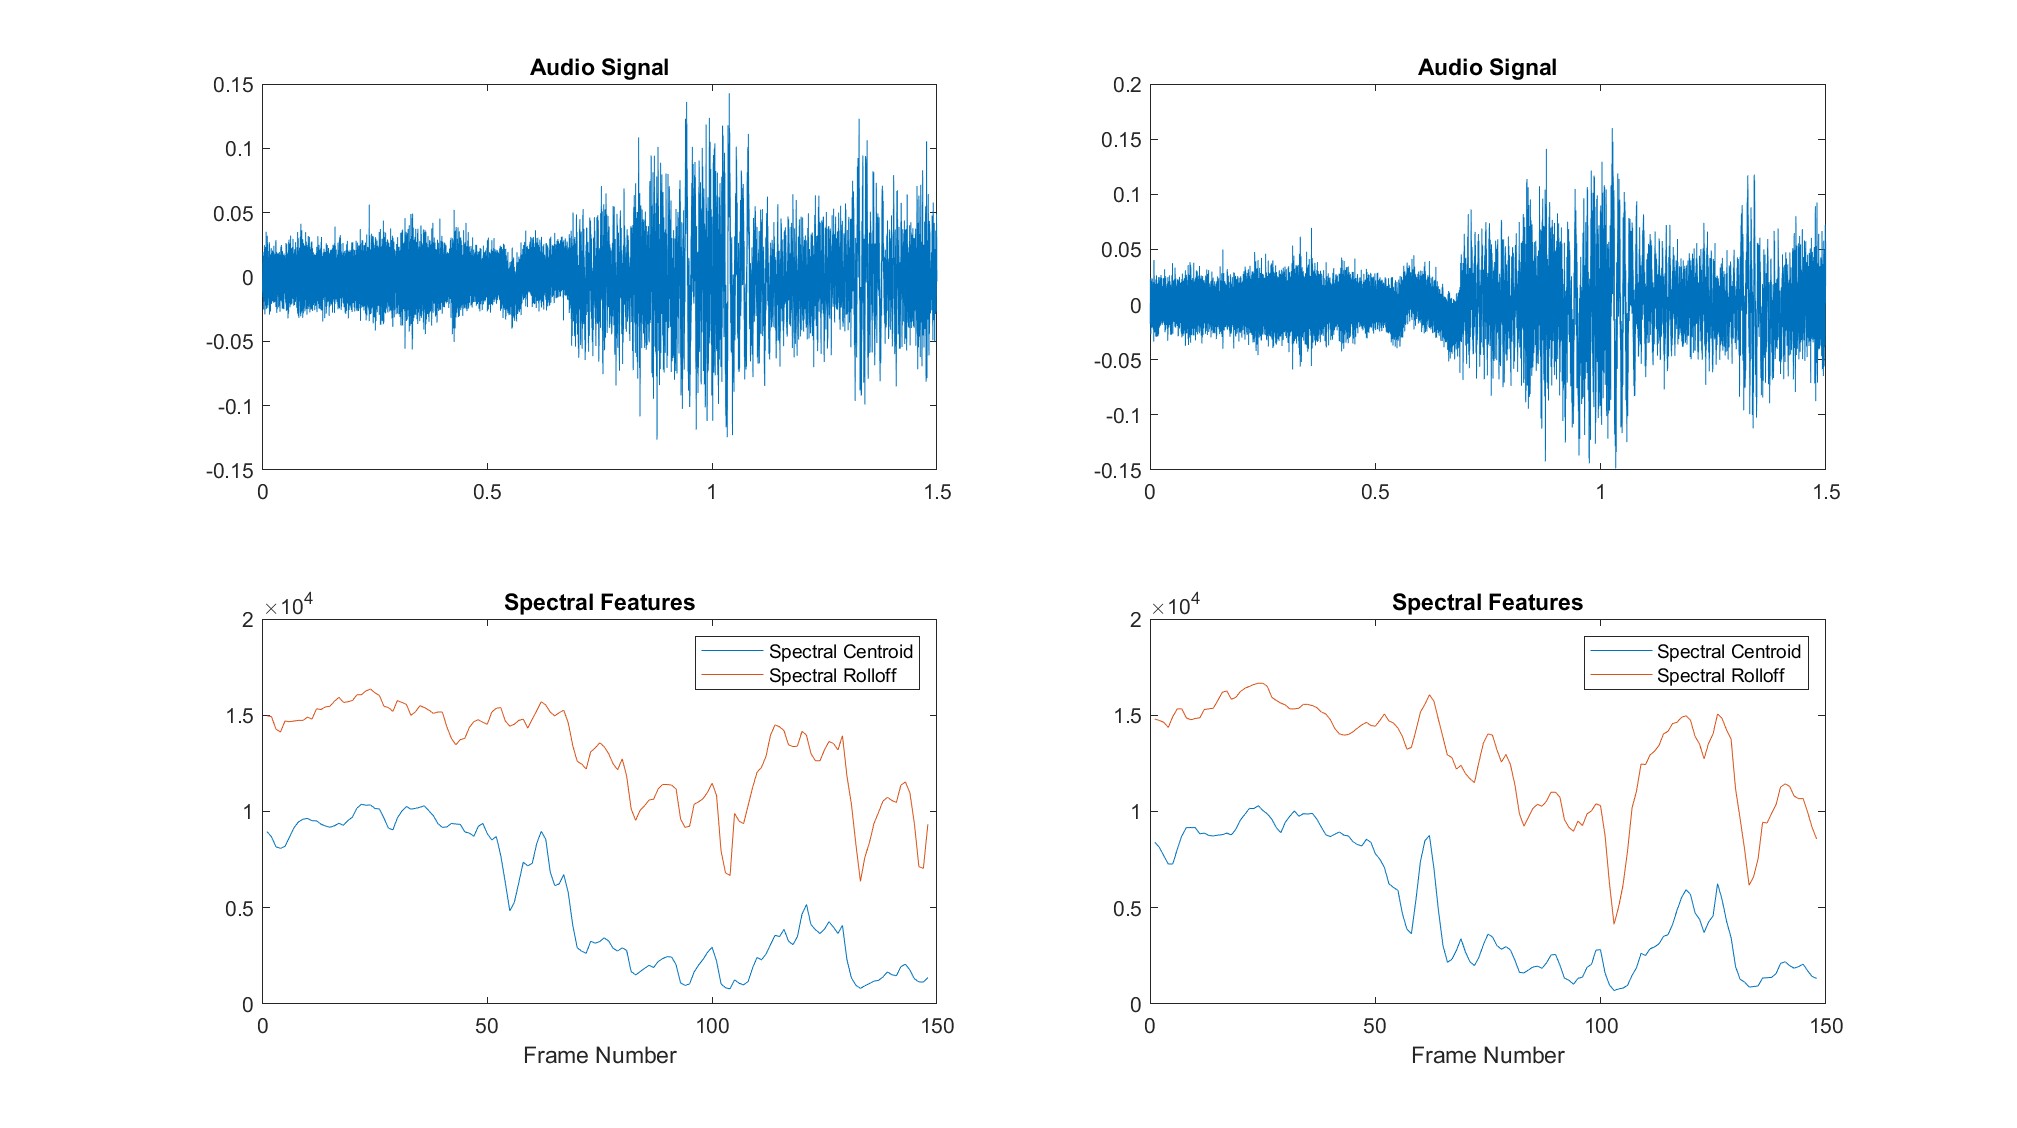 Audio Signal
0.15
0.1
0.05
0
-0.05
-0.1
-0.15
0 0.5 1 1.5
Audio Signal
0.2
0.15
0.1
0.05
0
-0.05
-0.1
-0.15
0 0.5 1 1.5
Spectral Features
×10^4
2
1.5
1
0.5
0
Spectral Centroid
Spectral Rolloff
0 50 100 150
Frame Number
Spectral Features
×10^4
2
1.5
1
0.5
0
Spectral Centroid
Spectral Rolloff
0 50 100 150
Frame Number